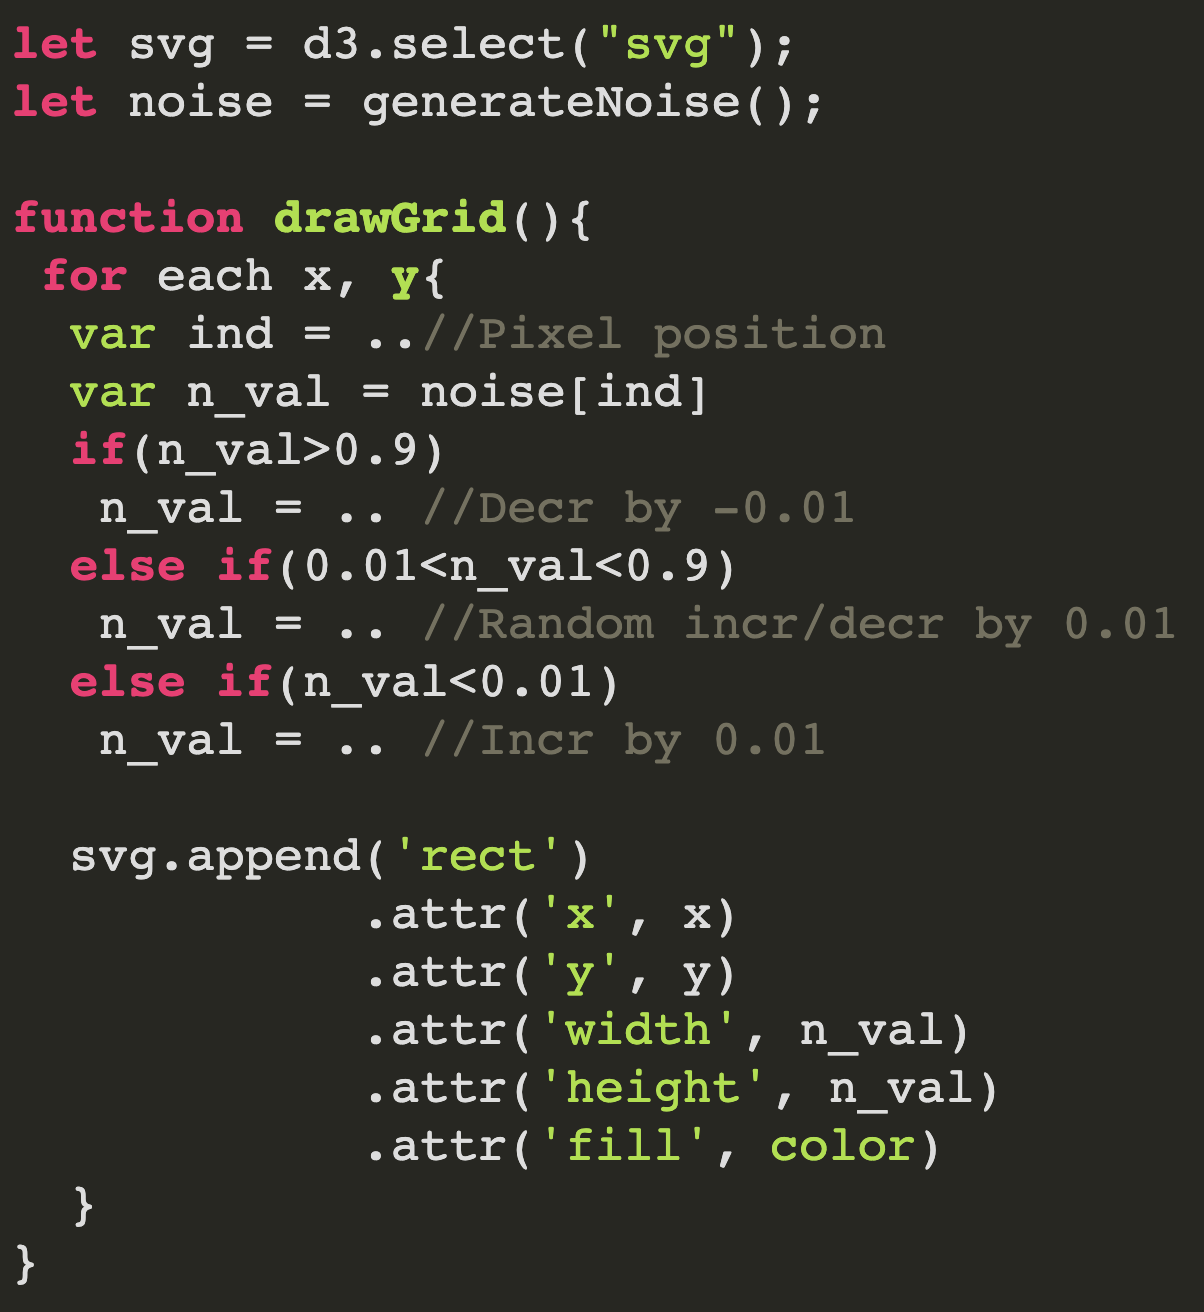 let svg = d3.select("svg");
let noise = generateNoise();

function drawGrid(){
 for each x, y{
  var ind = ..//Pixel position
  var n_val = noise[ind]
  if(n_val>0.9)
   n_val = .. //Decr by -0.01
  else if(0.01<n_val<0.9)
   n_val = .. //Random incr/decr by 0.01
  else if(n_val<0.01)
   n_val = .. //Incr by 0.01

  svg.append('rect')
            .attr('x', x)
            .attr('y', y)
            .attr('width', n_val)
            .attr('height', n_val)
            .attr('fill', color)
  }
}